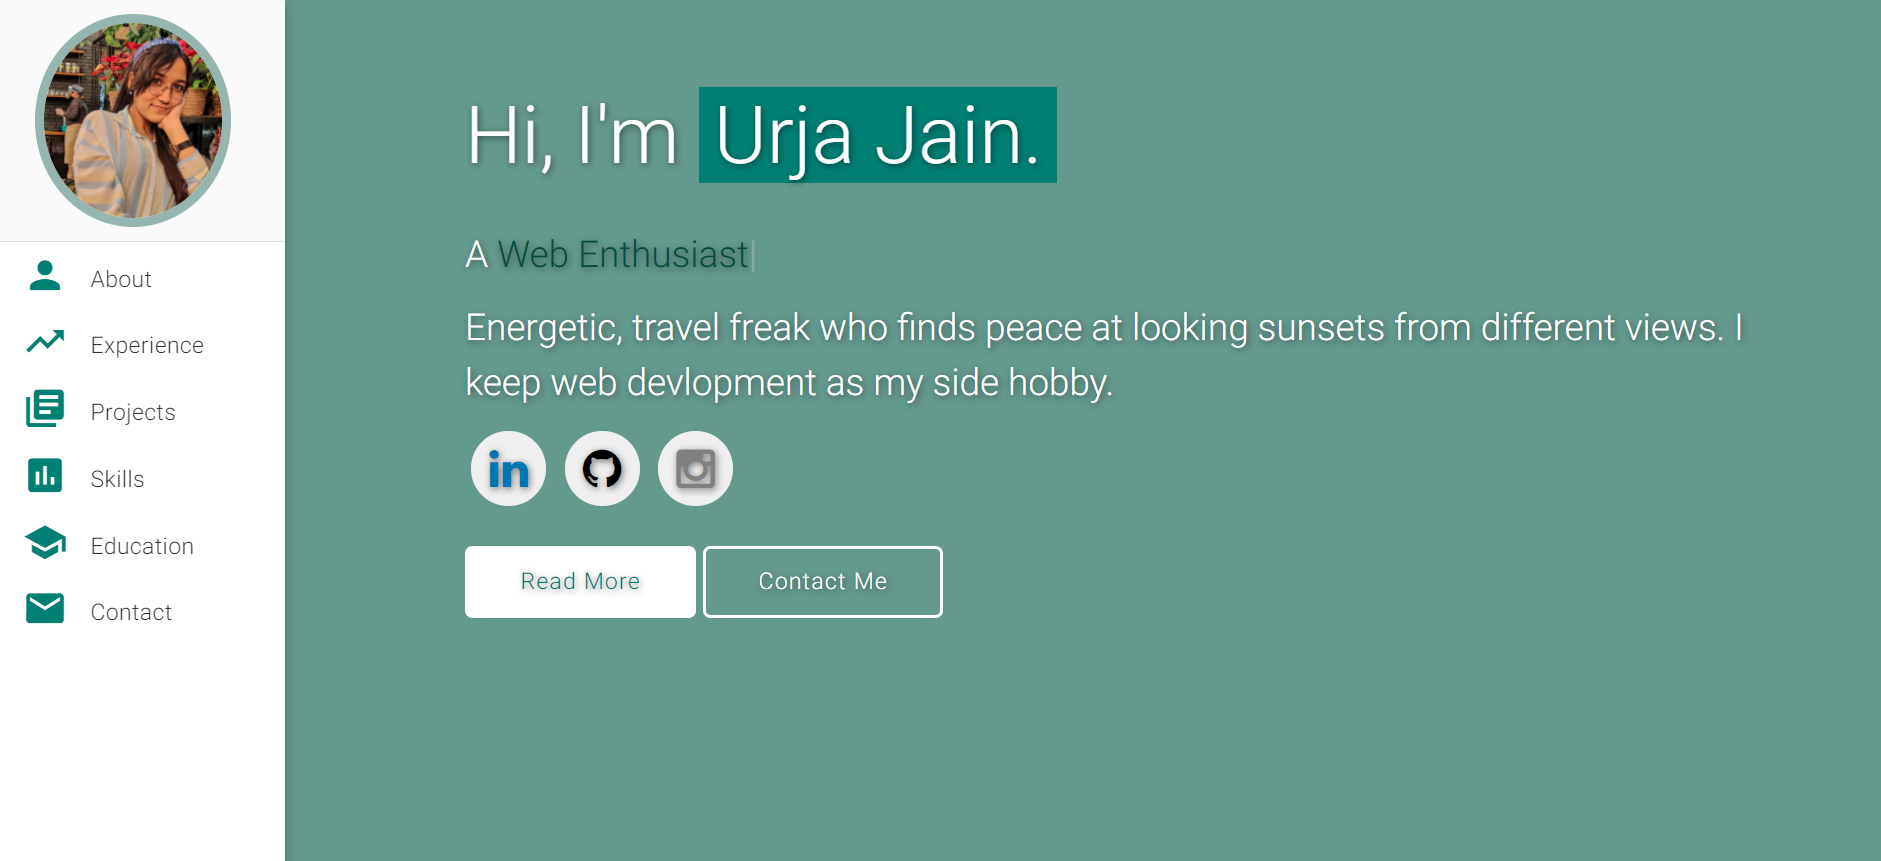 About
Experience
Projects
Skills
Education
Contact
Hi, I'm Urja Jain.
A Web Enthusiast|
Energetic, travel freak who finds peace at looking sunsets from different views. I
keep web devlopment as my side hobby.
in
Read More
Contact Me